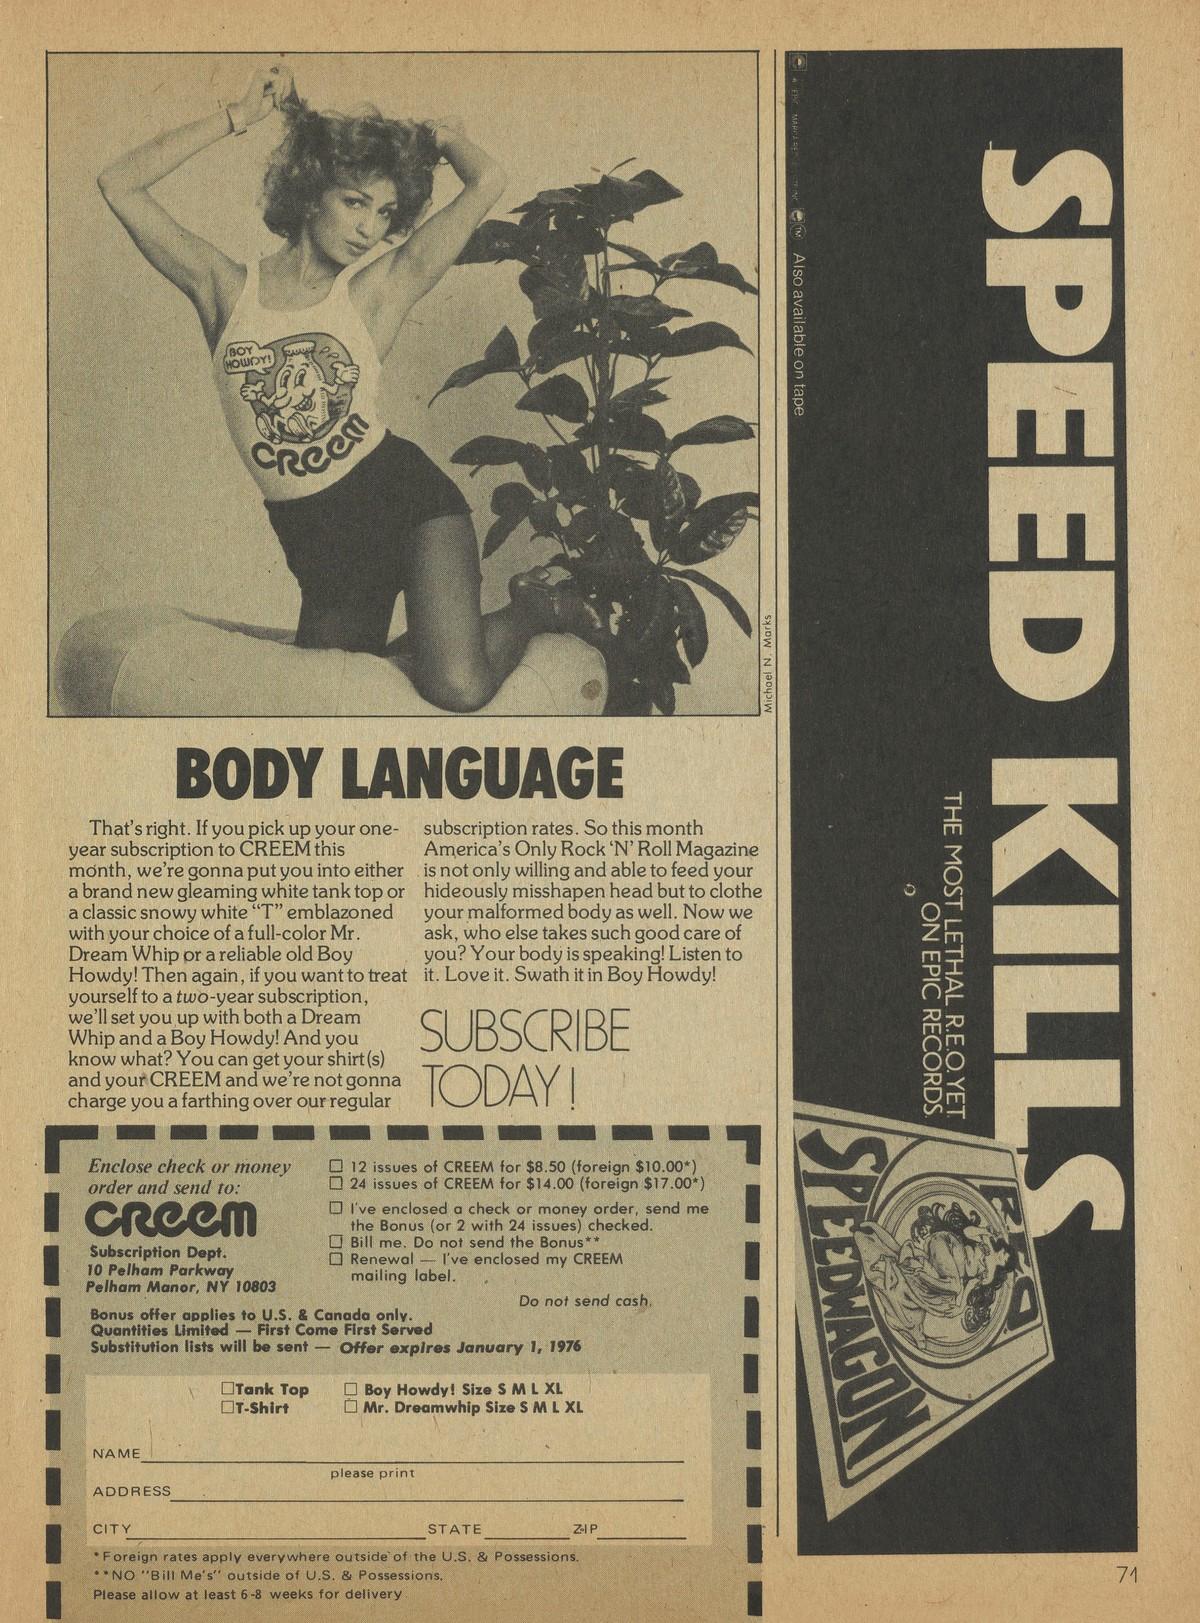 BOY
HOWDY!
CREEM
Michael N. Marks
BODY LANGUAGE
That's right. If you pick up your one-
year subscription to CREEM this
month, we're gonna put you into either
a brand new gleaming white tank top or
a classic snowy white “T” emblazoned
with your choice of a full-color Mr.
Dream Whip or a reliable old Boy
Howdy! Then again, if you want to treat
yourself to a two-year subscription,
we'll set you up with both a Dream
Whip and a Boy Howdy! And you
know what? You can get your shirt(s)
and your CREEM and we're not gonna
charge you a farthing over our regular
subscription rates. So this month
America's Only Rock ‘N’ Roll Magazine
is not only willing and able to feed your
hideously misshapen head but to clothe
your malformed body as well. Now we
ask, who else takes such good care of
you? Your body is speaking! Listen to
it. Love it. Swath it in Boy Howdy!
SUBSCRIBE
TODAY!
Enclose check or money
order and send to:
CREEM
Subscription Dept.
10 Pelham Parkway
Pelham Manor, NY 10803
☐ 12 issues of CREEM for $8.50 (foreign $10.00*)
☐ 24 issues of CREEM for $14.00 (foreign $17.00*)
☐ I've enclosed a check or money order, send me
the Bonus (or 2 with 24 issues) checked.
☐ Bill me. Do not send the Bonus**
☐ Renewal — I've enclosed my CREEM
mailing label.
Do not send cash.
Bonus offer applies to U.S. & Canada only.
Quantities Limited — First Come First Served
Substitution lists will be sent — Offer expires January 1, 1976
☐Tank Top ☐ Boy Howdy! Size S M L XL
☐T-Shirt ☐ Mr. Dreamwhip Size S M L XL
NAME
please print
ADDRESS
CITY STATE ZIP
*Foreign rates apply everywhere outside of the U.S. & Possessions.
**NO "Bill Me's" outside of U.S. & Possessions.
Please allow at least 6-8 weeks for delivery
SPEED KILLS
THE MOST LETHAL R.E.O. YET
ON EPIC RECORDS.
R.E.O.
SPEEDWAGON
Also available on tape
71